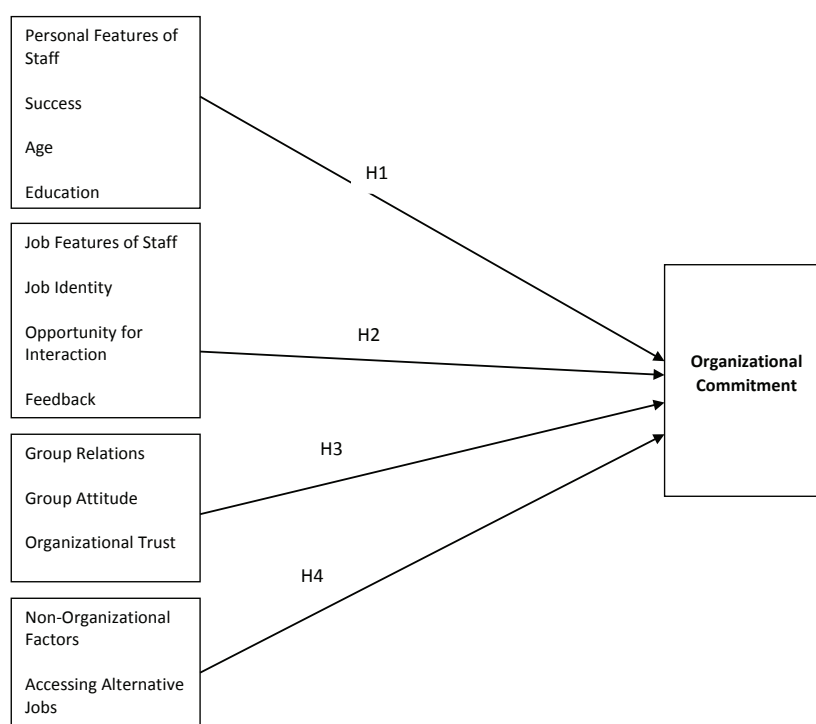 Personal Features of
Staff
Success
Age
Education
H1
Job Features of Staff
Job Identity
Opportunity for
Interaction
Feedback
H2
Organizational
Commitment
Group Relations
Group Attitude
Organizational Trust
H3
H4
Non-Organizational
Factors
Accessing Alternative
Jobs